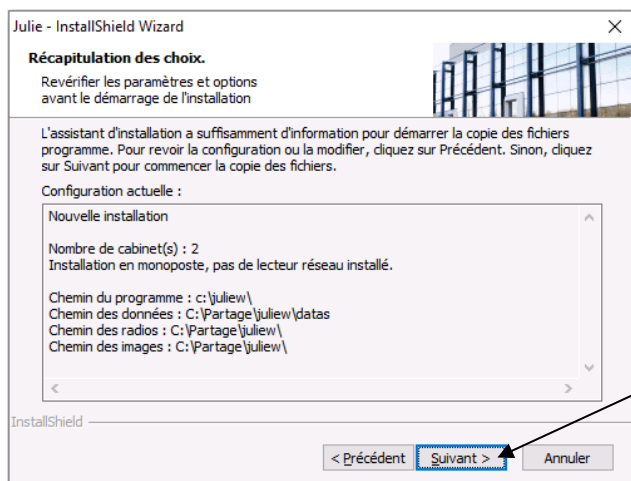 Julie - InstallShield Wizard
Récapitulation des choix.
Revérifier les paramètres et options
avant le démarrage de l'installation
L'assistant d'installation a suffisamment d'information pour démarrer la copie des fichiers
programme. Pour revoir la configuration ou la modifier, cliquez sur Précédent. Sinon, cliquez
sur Suivant pour commencer la copie des fichiers.
Configuration actuelle :
Nouvelle installation
Nombre de cabinet(s) : 2
Installation en monoposte, pas de lecteur réseau installé.
Chemin du programme : c:\juliew\
Chemin des données : C:\Partage\juliew\datas
Chemin des radios : C:\Partage\juliew\
Chemin des images : C:\Partage\juliew\
InstallShield
< Précédent Suivant > Annuler